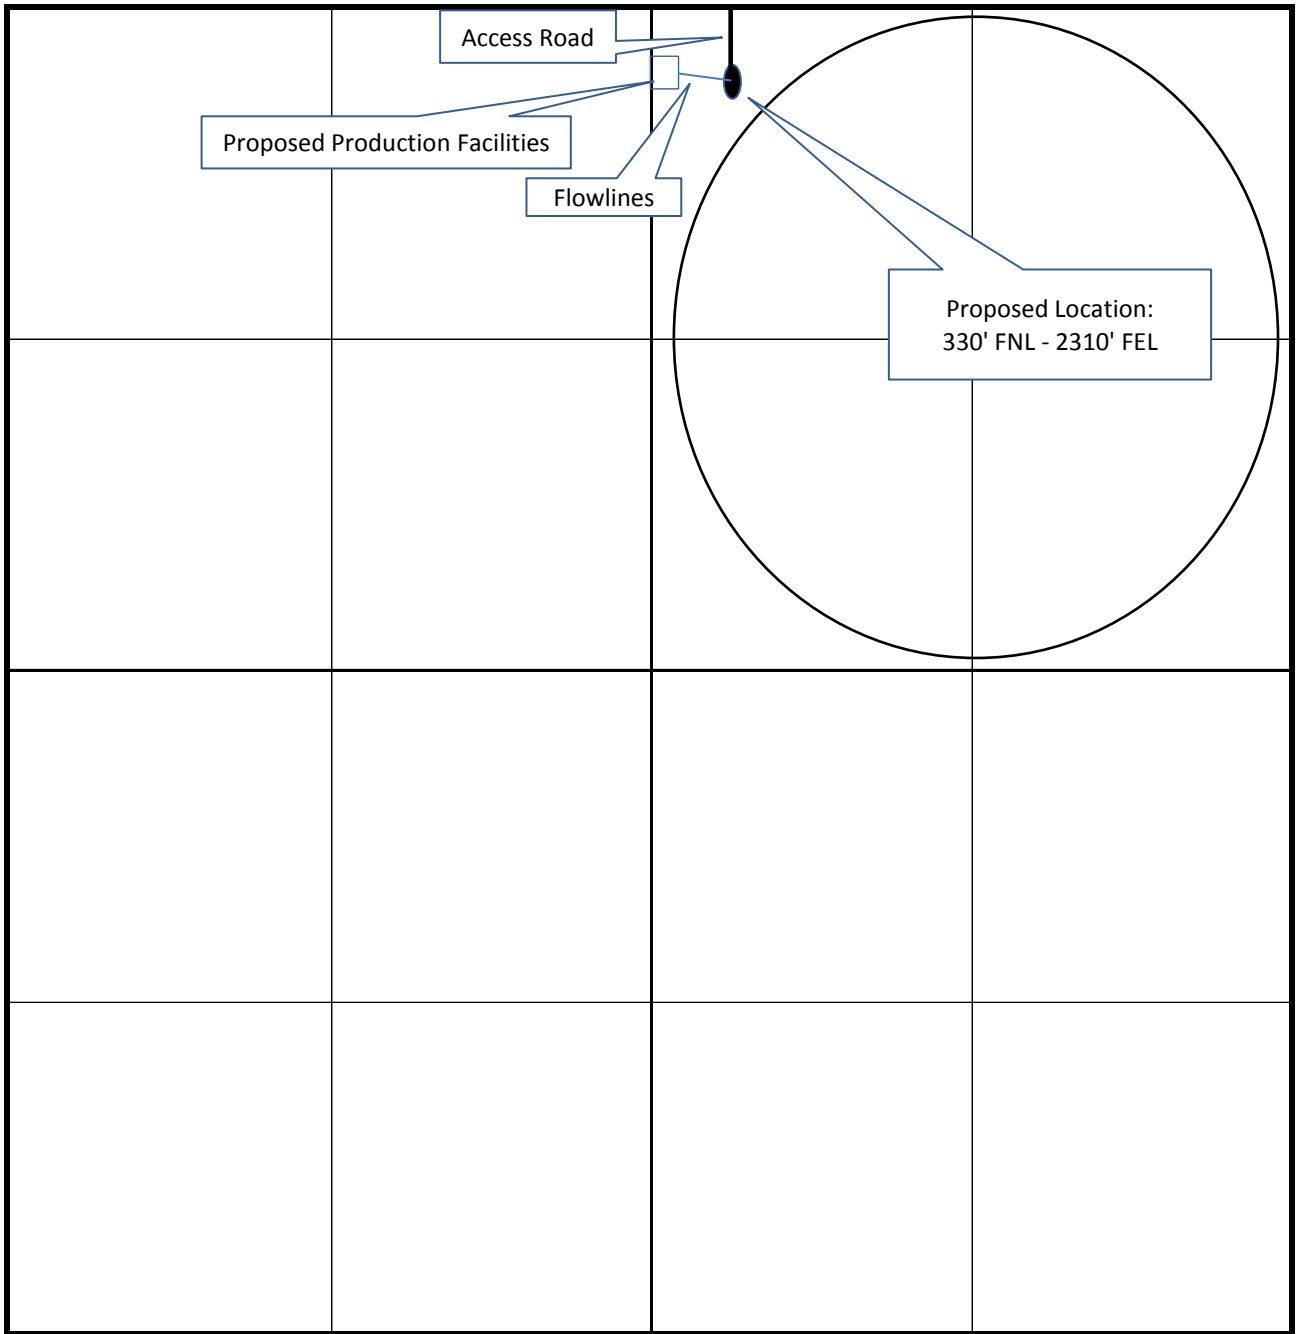 Access Road
Proposed Production Facilities
Flowlines
Proposed Location:
330' FNL - 2310' FEL